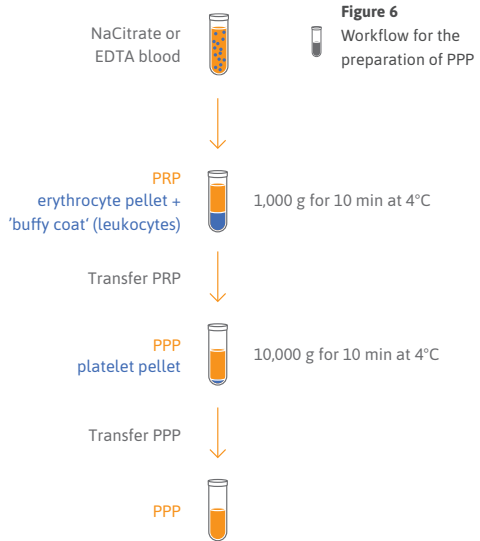 Figure 6
Workflow for the
preparation of PPP
NaCitrate or
EDTA blood
PRP
erythrocyte pellet +
'buffy coat' (leukocytes)
1,000 g for 10 min at 4°C
Transfer PRP
PPP
platelet pellet
10,000 g for 10 min at 4°C
Transfer PPP
PPP